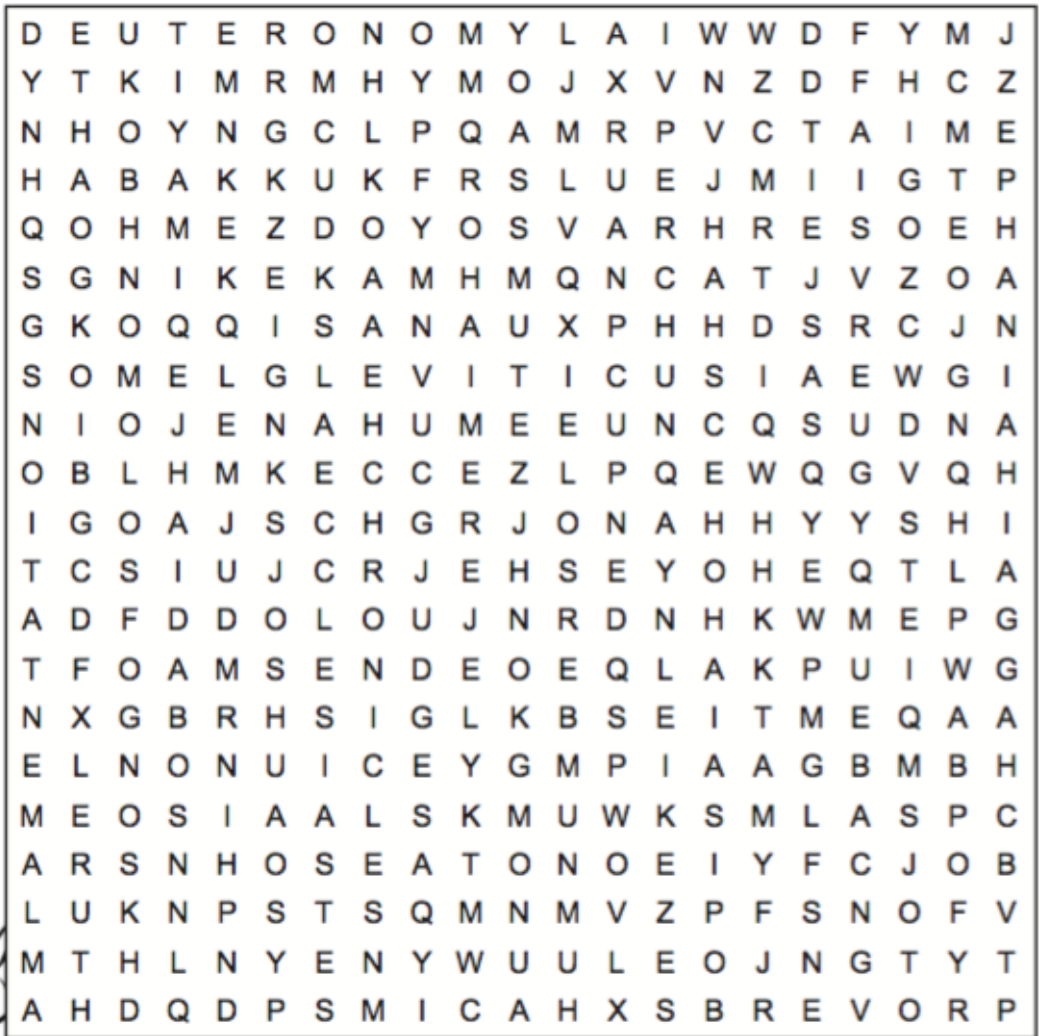 D E U T E R O N O M Y L A I W W D F Y M J
Y T K I M R M H Y M O J X V N Z D F H C Z
N H O Y N G C L P Q A M R P V C T A I M E
H A B A K K U K F R S L U E J M I I G T P
Q O H M E Z D O Y O S V A R H R E S O E H
S G N I K E K A M H M Q N C A T J V Z O A
G K O Q Q I S A N A U X P H H D S R C J N
S O M E L G L E V I T I C U S I A E W G I
N I O J E N A H U M E E U N C Q S U D N A
O B L H M K E C C E Z L P Q E W Q G V Q H
I G O A J S C H G R J O N A H H Y Y S H I
T C S I U J C R J E H S E Y O H E Q T L A
A D F D D O L O U J N R D N H K W M E P G
T F O A M S E N D E O E Q L A K P U I W G
N X G B R H S I G L K B S E I T M E Q A A
E L N O N U I C E Y G M P I A A G B M B H
M E O S I A A L S K M U W K S M L A S P C
A R S N H O S E A T O N O E I Y F C J O B
L U K N P S T S Q M N M V Z P F S N O F V
M T H L N Y E N Y W U U L E O J N G T Y T
A H D Q D P S M I C A H X S B R E V O R P